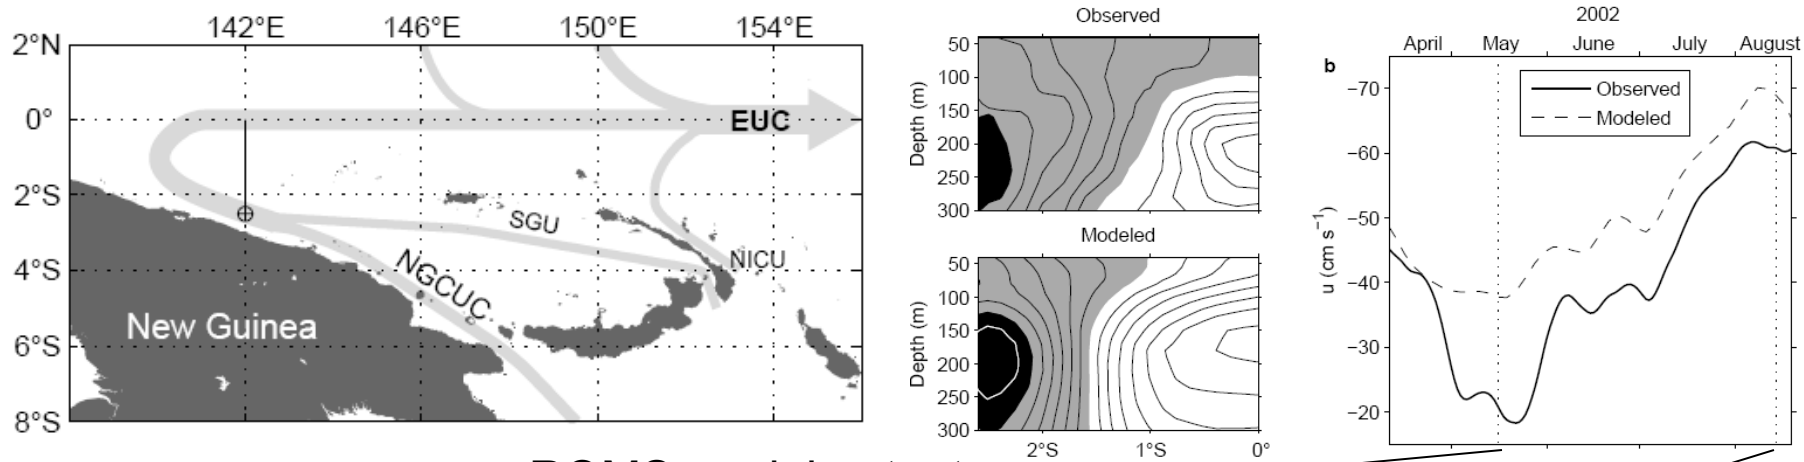 142°E 146°E 150°E 154°E
2°N
0°
2°S
4°S
6°S
8°S
EUC
SGU
NICU
NGCUC
New Guinea
Observed
50
100
150
200
250
300
Depth (m)
Modeled
50
100
150
200
250
300
Depth (m)
2°S 1°S 0°
2002
April May June July August
b
Observed
Modeled
−70
−60
−50
−40
−30
−20
u (cm s⁻¹)